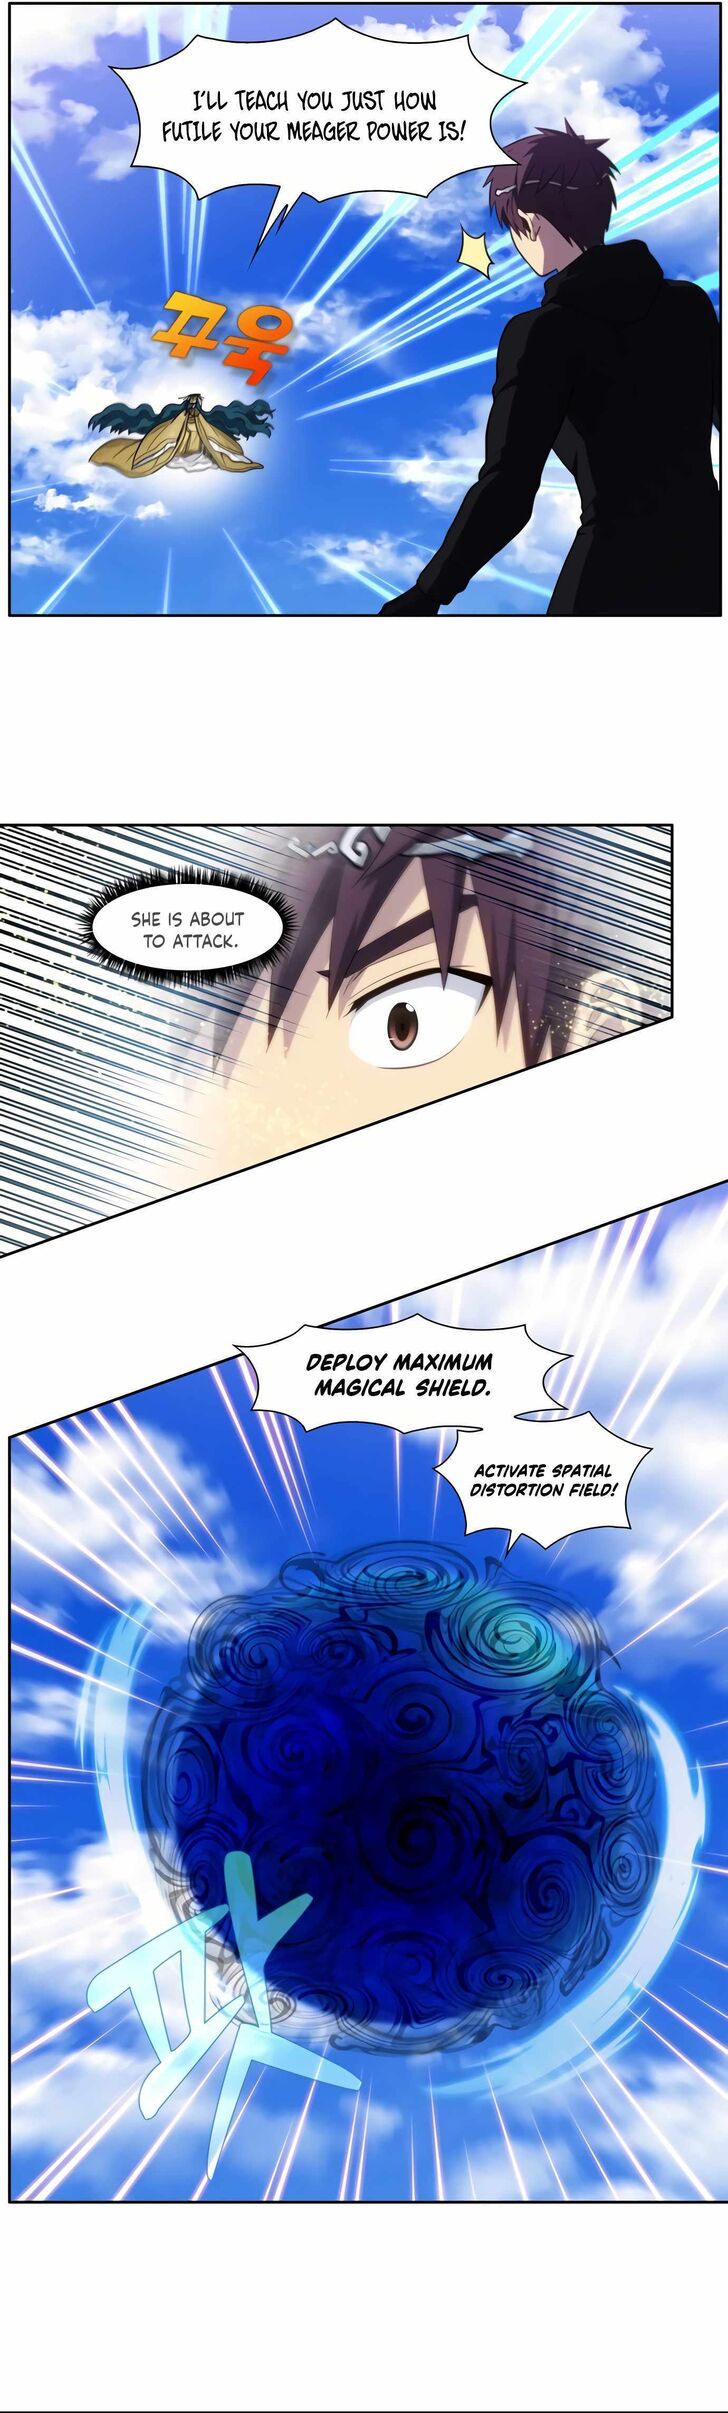 I'LL TEACH YOU JUST HOW
FUTILE YOUR MEAGER POWER IS!
꾸욱
SHE IS ABOUT
TO ATTACK.
DEPLOY MAXIMUM
MAGICAL SHIELD.
ACTIVATE SPATIAL
DISTORTION FIELD!
팟